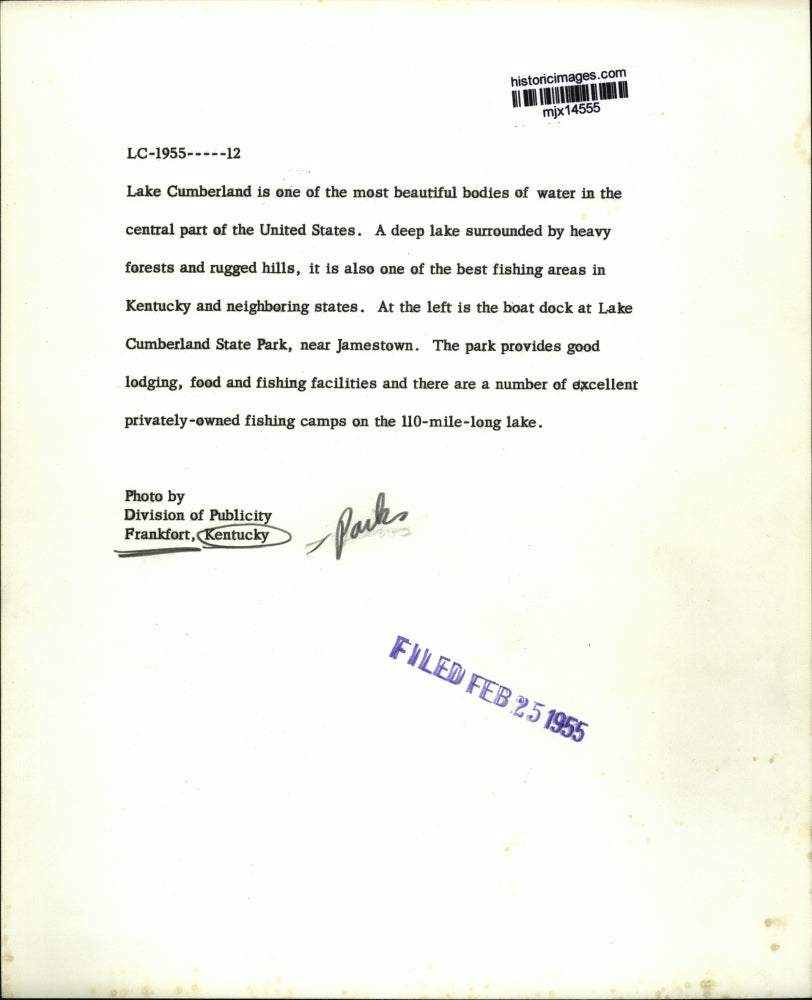 historicimages.com
mjx14555
LC-1955-----12
Lake Cumberland is one of the most beautiful bodies of water in the
central part of the United States. A deep lake surrounded by heavy
forests and rugged hills, it is also one of the best fishing areas in
Kentucky and neighboring states. At the left is the boat dock at Lake
Cumberland State Park, near Jamestown. The park provides good
lodging, food and fishing facilities and there are a number of excellent
privately-owned fishing camps on the 110-mile-long lake.
Photo by
Division of Publicity
Frankfort, Kentucky
- Parks
FILED FEB 25 1955